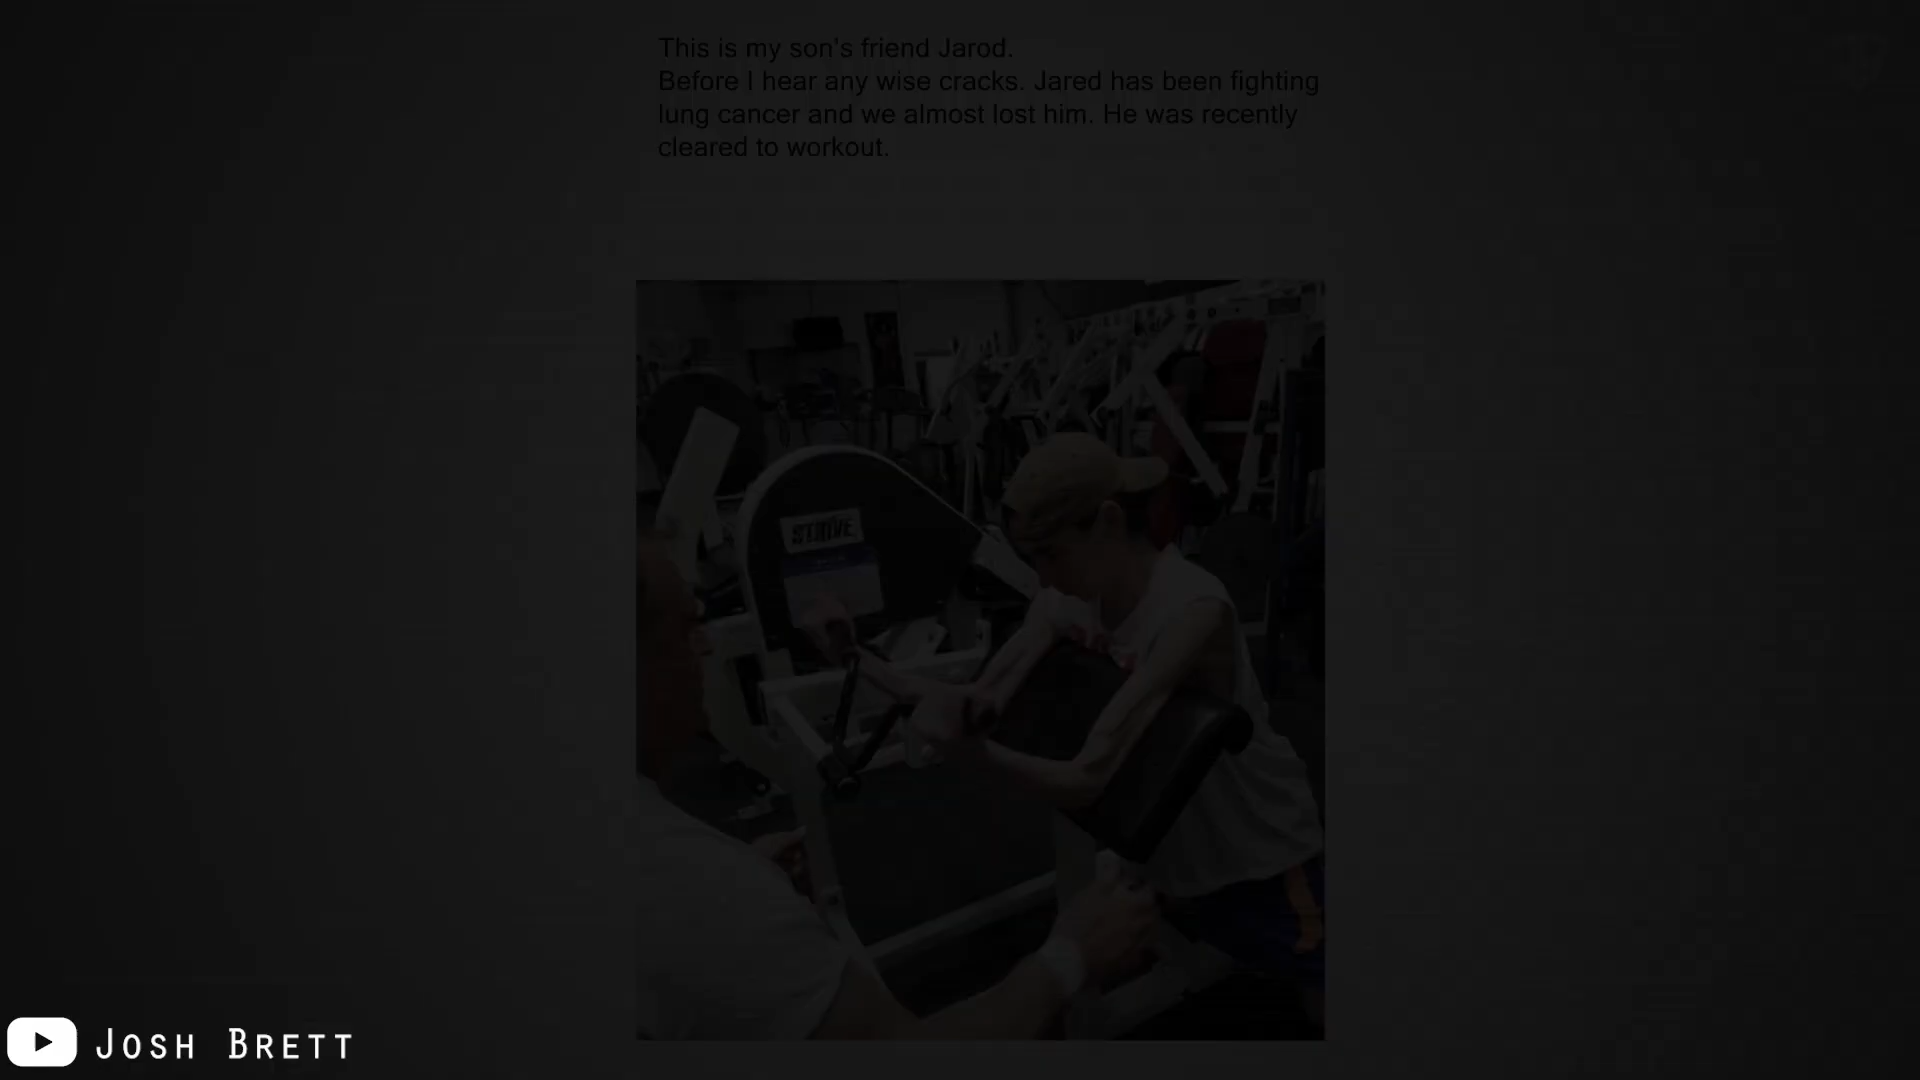 This is my son's friend Jarod.
Before I hear any wise cracks. Jared has been fighting
lung cancer and we almost lost him. He was recently
cleared to workout.
STRIVE
JOSH BRETT